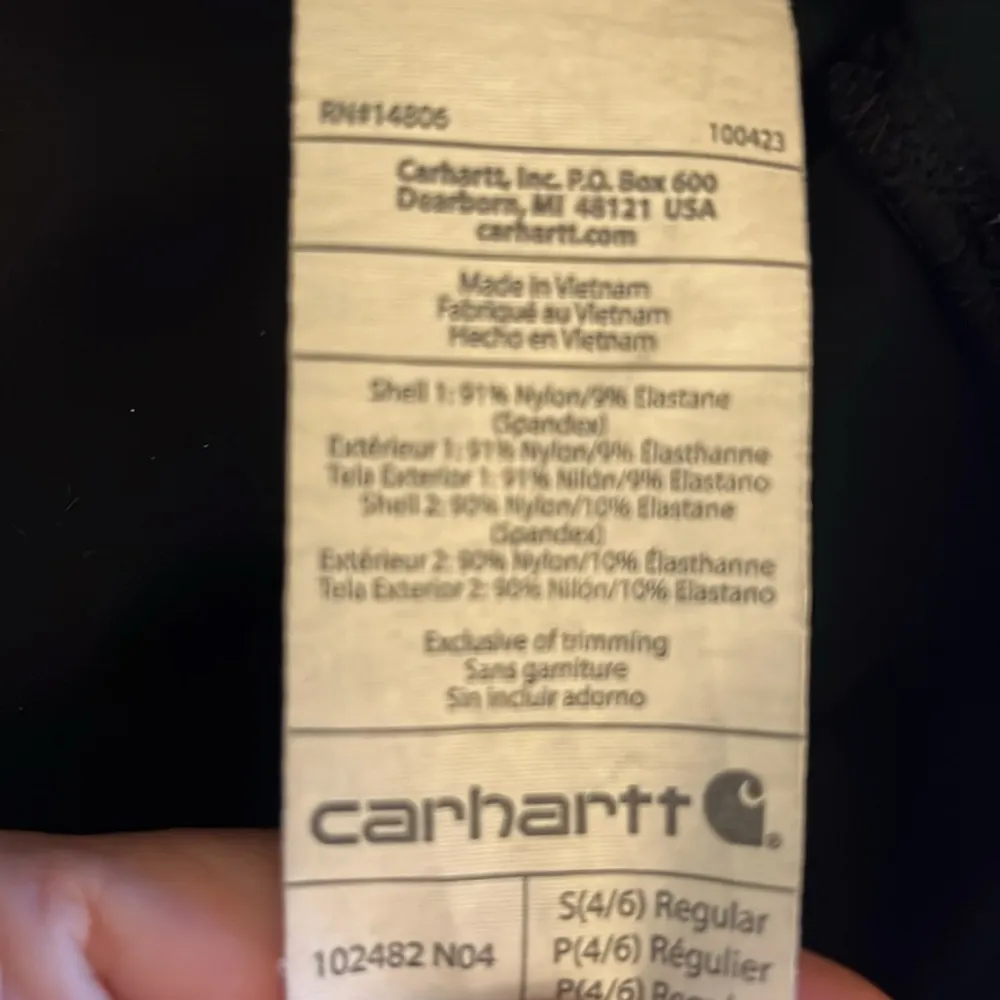 RN#14806
100423
Carhartt, Inc. P.O. Box 600
Dearborn, MI 48121 USA
carhartt.com
Made in Vietnam
Fabriqué au Vietnam
Hecho en Vietnam
Shell 1: 91% Nylon/9% Elastane
(Spandex)
Extérieur 1: 91% Nylon/9% Élasthanne
Tela Exterior 1: 91% Nilón/9% Elastano
Shell 2: 90% Nylon/10% Elastane
(Spandex)
Extérieur 2: 90% Nylon/10% Élasthanne
Tela Exterior 2: 90% Nilón/10% Elastano
Exclusive of trimming
Sans garniture
Sin incluir adorno
carhartt
102482 N04
S(4/6) Regular
P(4/6) Régulier
P(4/6)